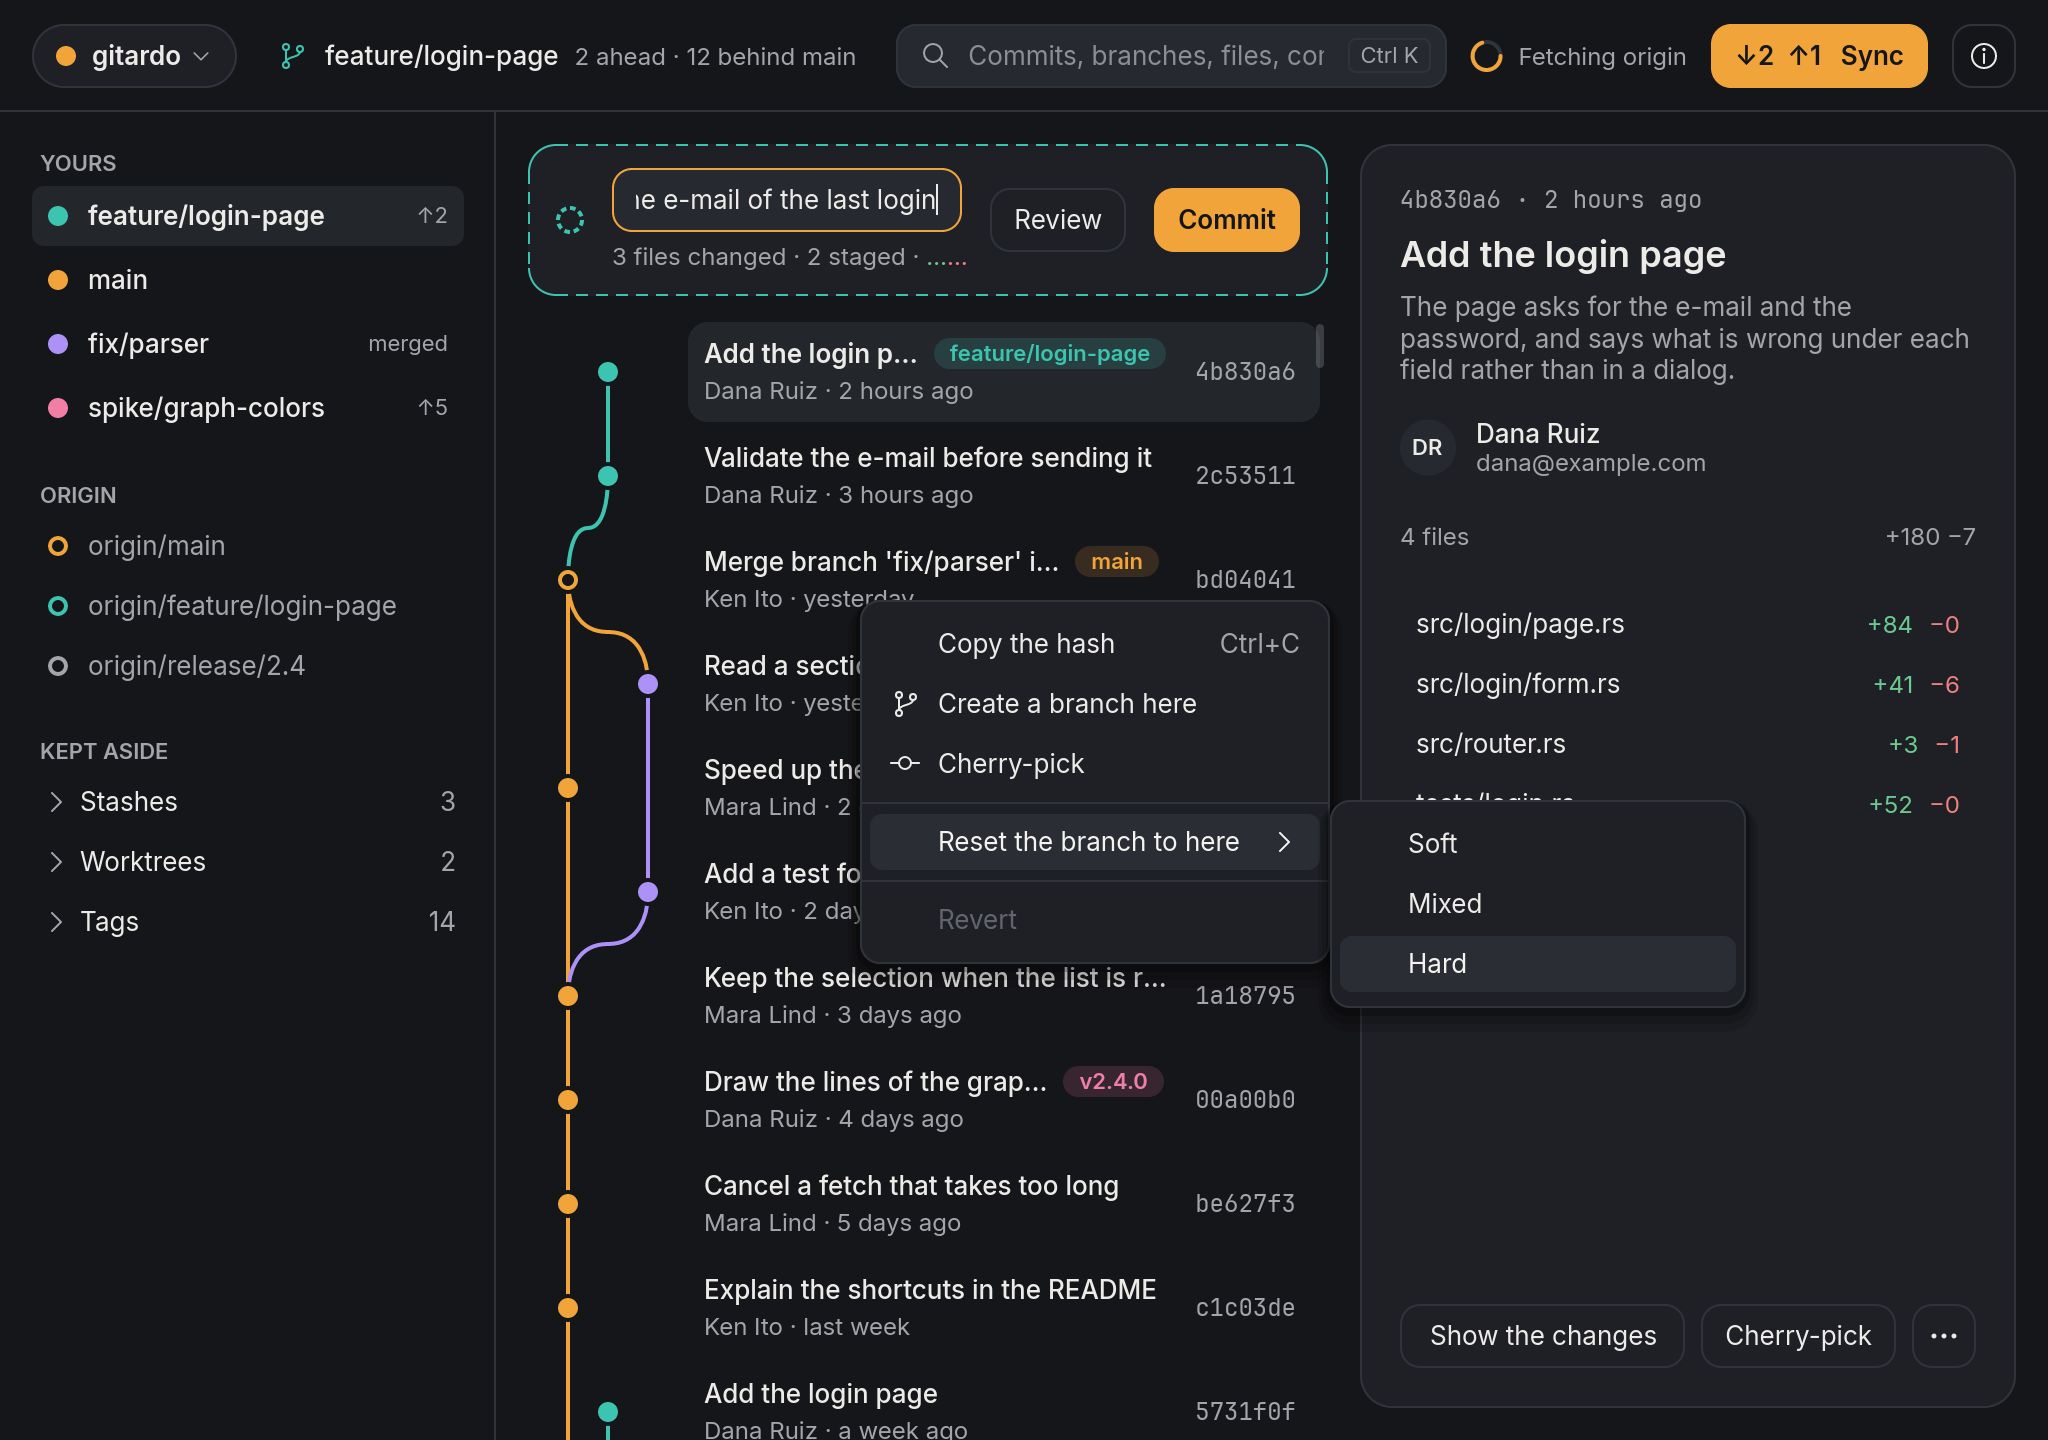 gitardo
feature/login-page 2 ahead · 12 behind main
Commits, branches, files, cor
Ctrl K
Fetching origin
↓2 ↑1 Sync
YOURS
feature/login-page ↑2
main
fix/parser merged
spike/graph-colors ↑5
ORIGIN
origin/main
origin/feature/login-page
origin/release/2.4
KEPT ASIDE
Stashes 3
Worktrees 2
Tags 14
e e-mail of the last login
3 files changed · 2 staged · ......
Review
Commit
Add the login p... feature/login-page 4b830a6
Dana Ruiz · 2 hours ago
Validate the e-mail before sending it 2c53511
Dana Ruiz · 3 hours ago
Merge branch 'fix/parser' i... main bd04041
Ken Ito · yesterday
Read a secti
Ken Ito · yeste
Speed up the
Mara Lind · 2
Add a test fo
Ken Ito · 2 day
Keep the selection when the list is r... 1a18795
Mara Lind · 3 days ago
Draw the lines of the grap... v2.4.0 00a00b0
Dana Ruiz · 4 days ago
Cancel a fetch that takes too long be627f3
Mara Lind · 5 days ago
Explain the shortcuts in the README c1c03de
Ken Ito · last week
Add the login page 5731f0f
Dana Ruiz · a week ago
Copy the hash Ctrl+C
Create a branch here
Cherry-pick
Reset the branch to here
Revert
Soft
Mixed
Hard
4b830a6 · 2 hours ago
Add the login page
The page asks for the e-mail and the
password, and says what is wrong under each
field rather than in a dialog.
DR
Dana Ruiz
dana@example.com
4 files +180 −7
src/login/page.rs +84 −0
src/login/form.rs +41 −6
src/router.rs +3 −1
tests/login.rs +52 −0
Show the changes
Cherry-pick